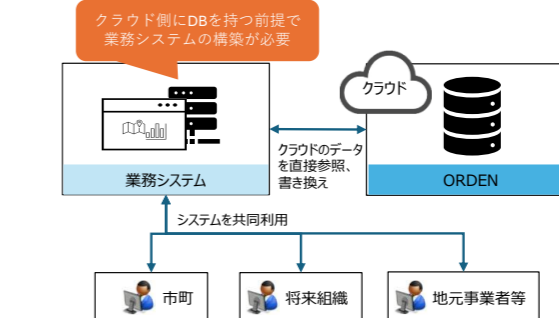 クラウド側にDBを持つ前提で
業務システムの構築が必要
クラウド
クラウドのデータ
を直接参照、
書き換え
業務システム
ORDEN
システムを共同利用
市町
将来組織
地元事業者等